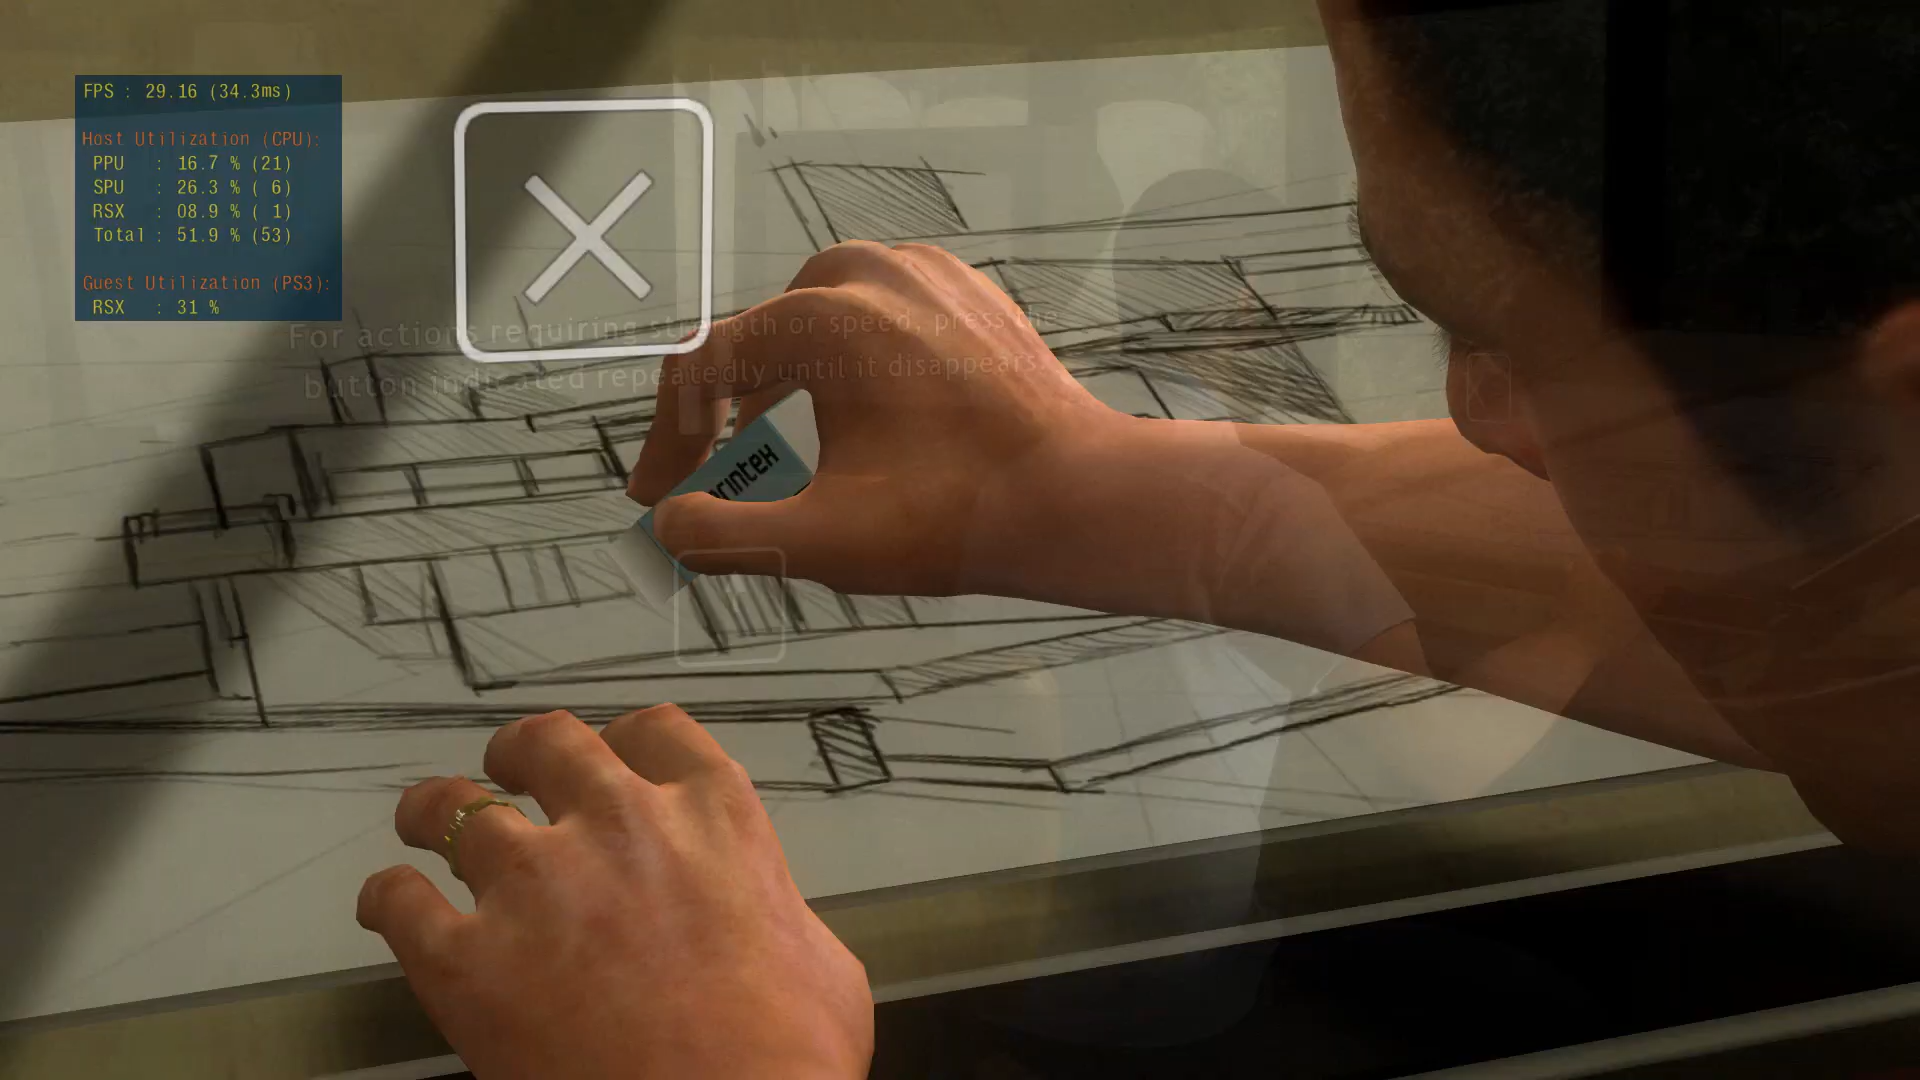 FPS : 29.16 (34.3ms)
Host Utilization (CPU):
PPU : 16.7 % (21)
SPU : 26.3 % ( 6)
RSX : 08.9 % ( 1)
Total : 51.9 % (53)
Guest Utilization (PS3):
RSX : 31 %
For actions requiring strength or speed, press the
button indicated repeatedly until it disappears.